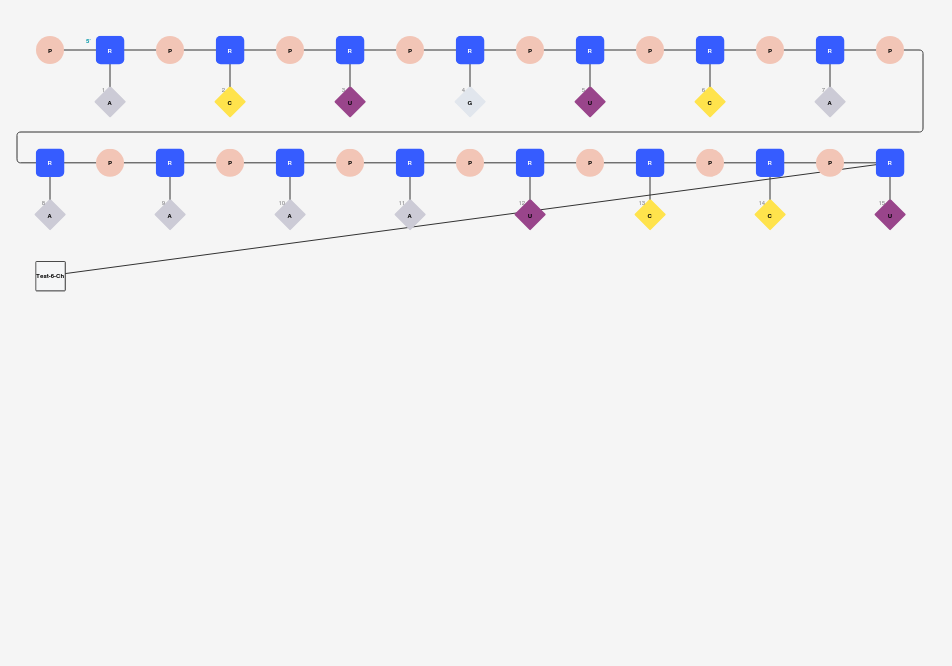 5'
P R P R P R P R P R P R P R P
1 2 3 4 5 6 7
A C U G U C A
R P R P R P R P R P R P R P R
8 9 10 11 12 13 14 15
A A A A U C C U
Test-6-Ch